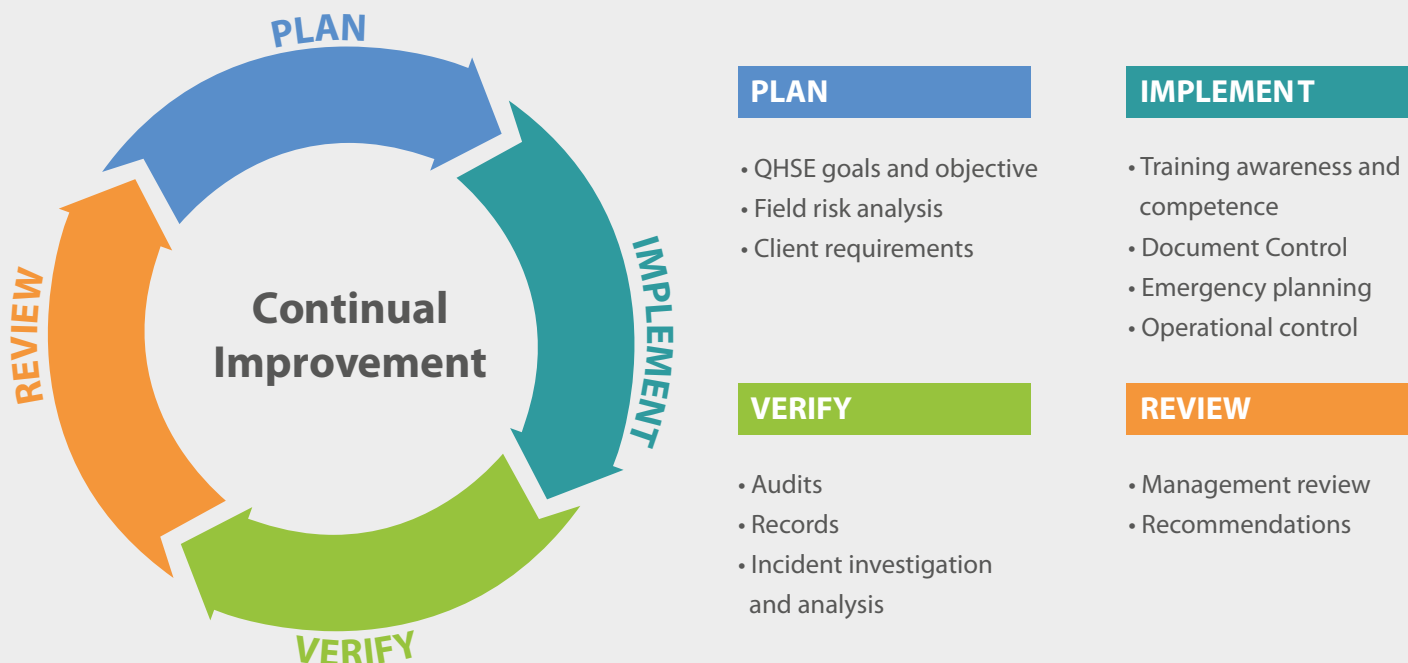 PLAN
IMPLEMENT
VERIFY
REVIEW
Continual
Improvement
PLAN
• QHSE goals and objective
• Field risk analysis
• Client requirements
IMPLEMENT
• Training awareness and
competence
• Document Control
• Emergency planning
• Operational control
VERIFY
• Audits
• Records
• Incident investigation
and analysis
REVIEW
• Management review
• Recommendations